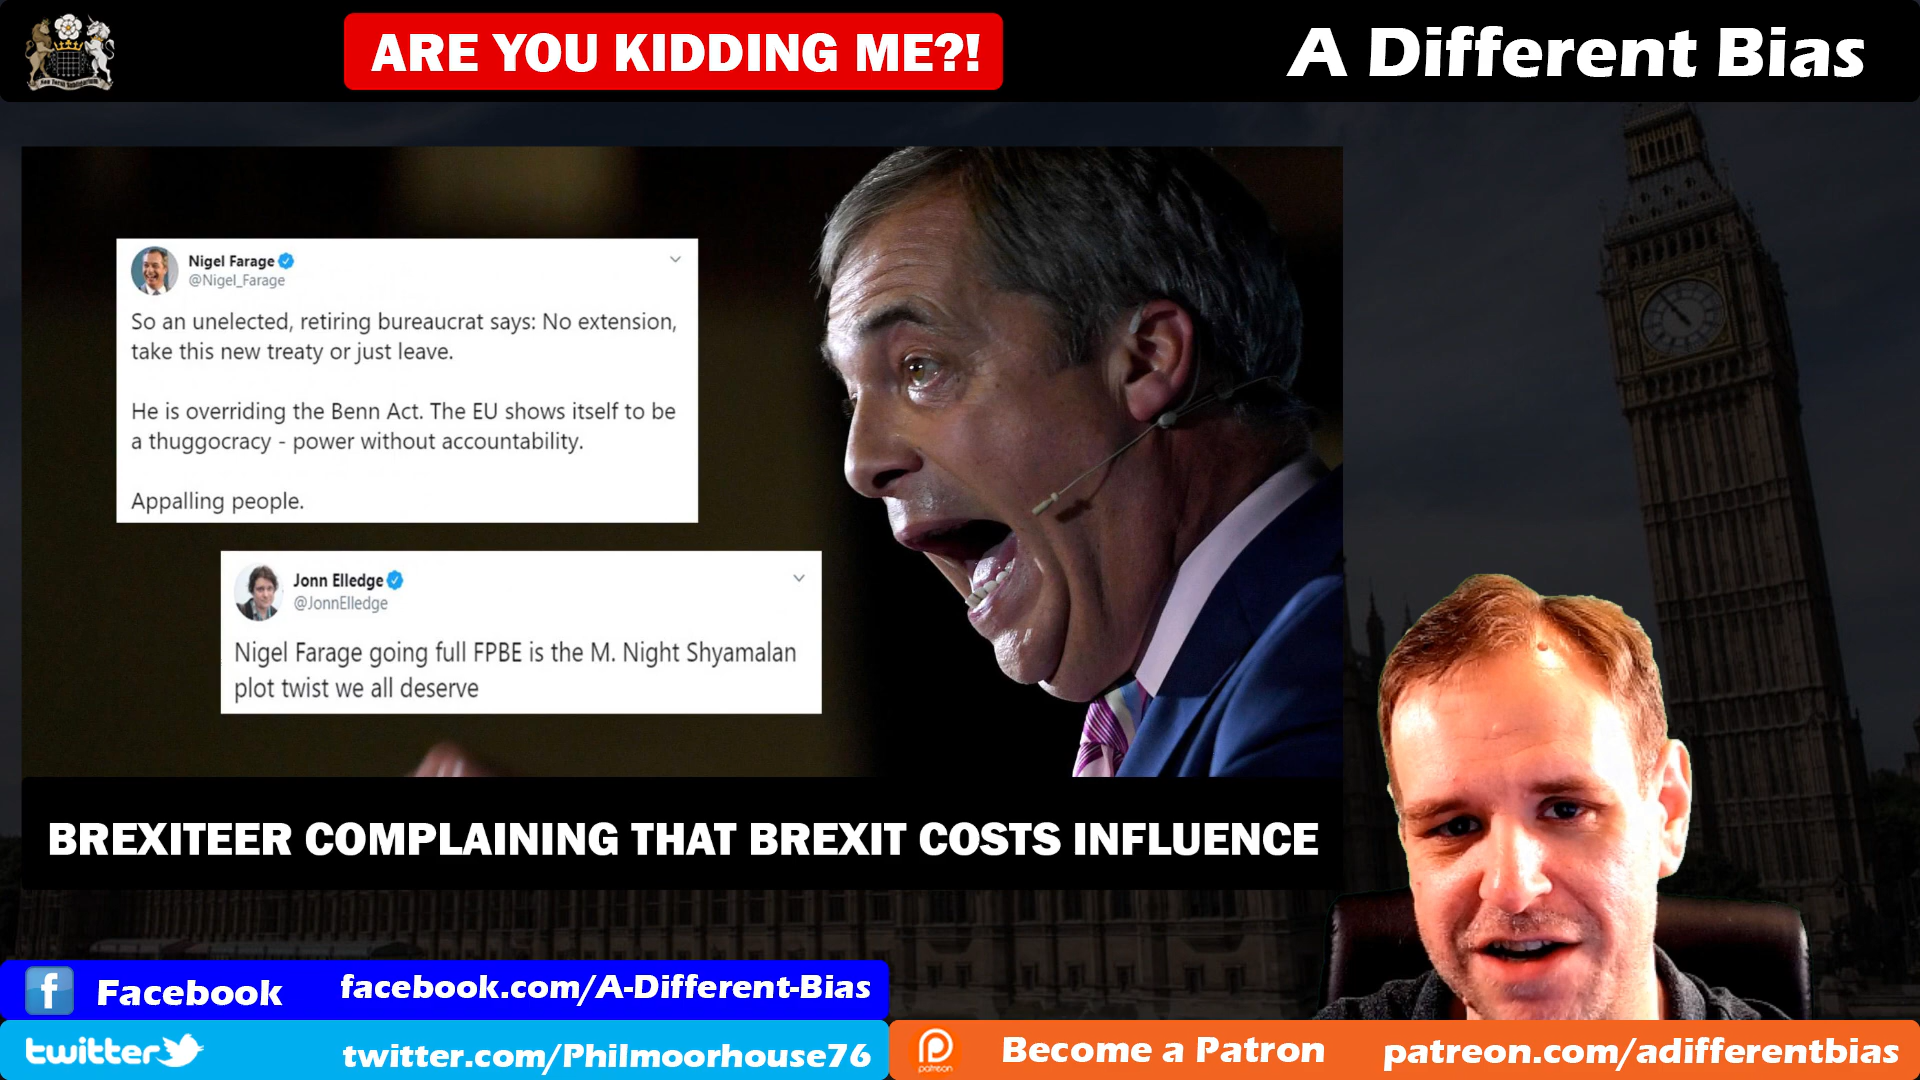 ARE YOU KIDDING ME?!
A Different Bias
Nigel Farage
@Nigel_Farage
So an unelected, retiring bureaucrat says: No extension,
take this new treaty or just leave.
He is overriding the Benn Act. The EU shows itself to be
a thuggocracy - power without accountability.
Appalling people.
Jonn Elledge
@JonnElledge
Nigel Farage going full FPBE is the M. Night Shyamalan
plot twist we all deserve
BREXITEER COMPLAINING THAT BREXIT COSTS INFLUENCE
f Facebook facebook.com/A-Different-Bias
twitter twitter.com/Philmoorhouse76
patreon Become a Patron patreon.com/adifferentbias